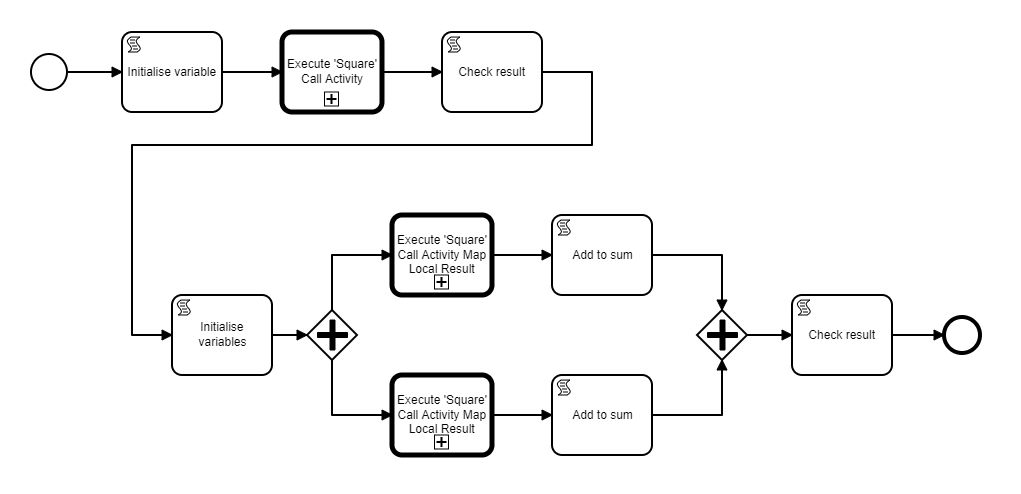 Initialise variable
Execute 'Square'
Call Activity
Check result
Execute 'Square'
Call Activity Map
Local Result
Add to sum
Initialise
variables
Check result
Execute 'Square'
Call Activity Map
Local Result
Add to sum